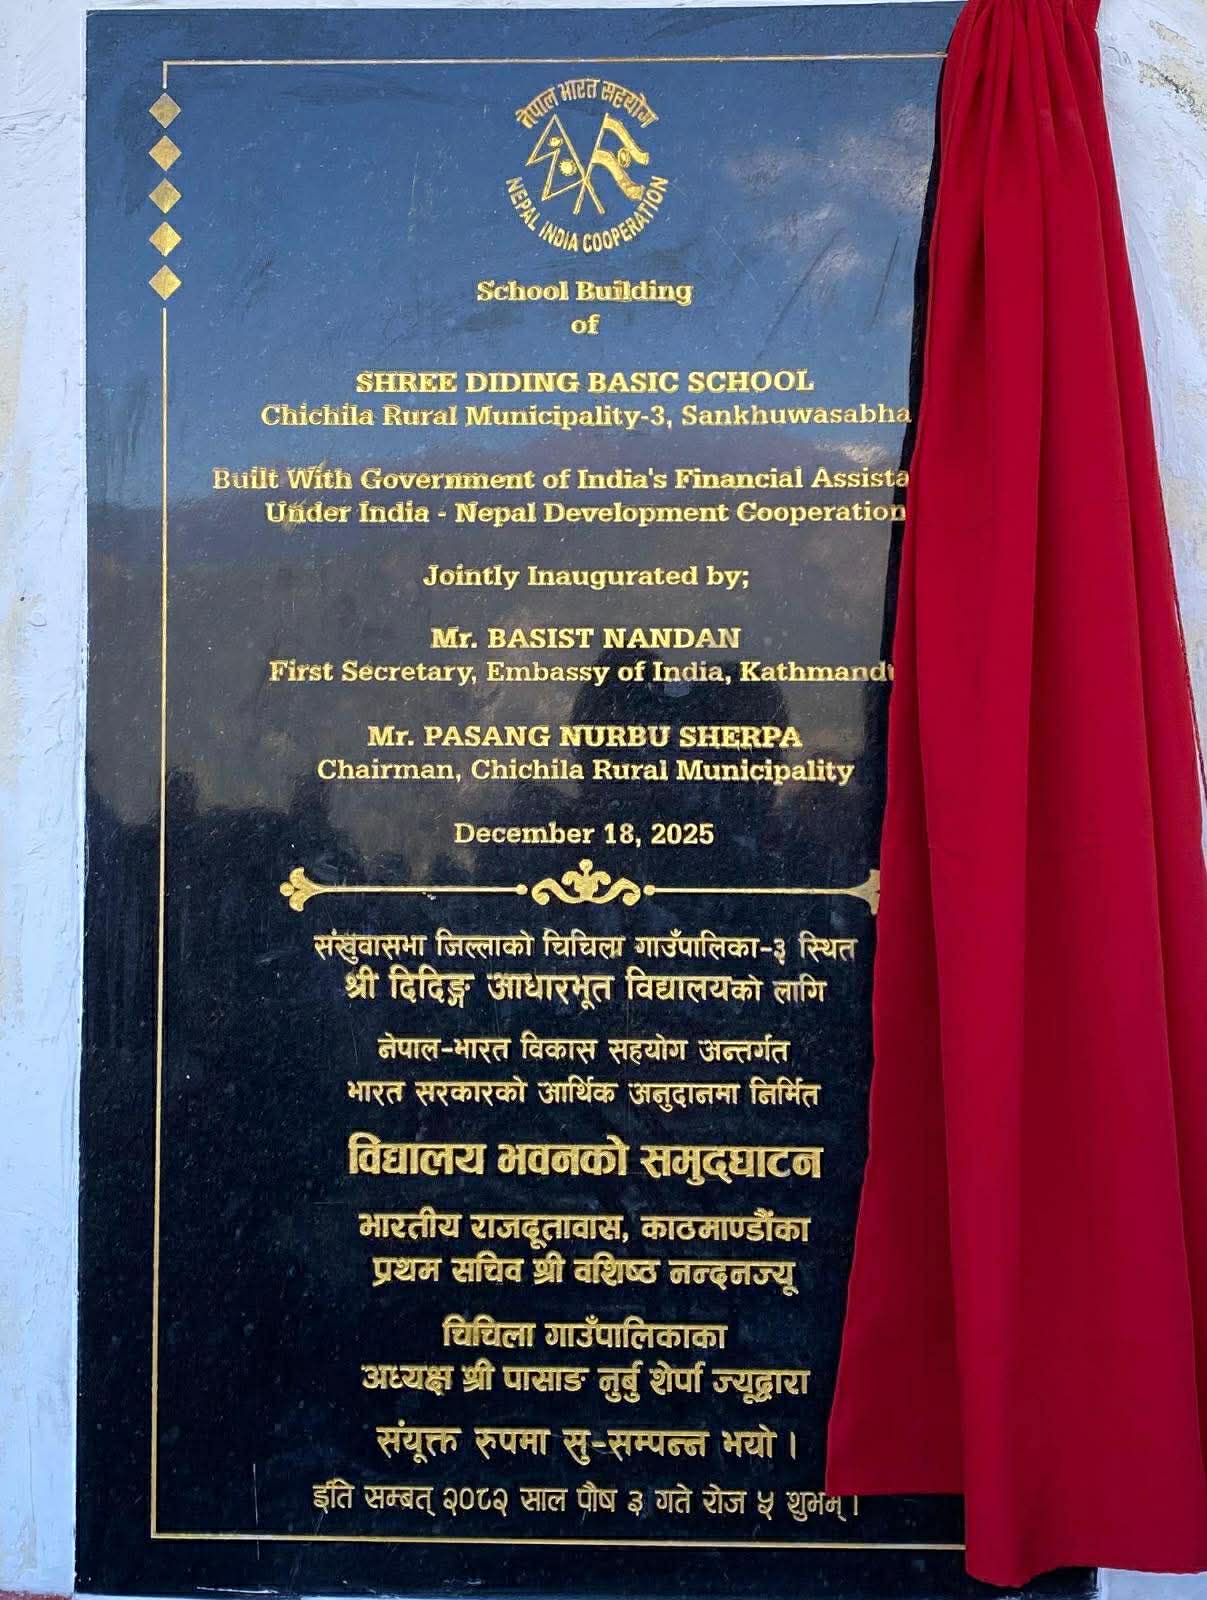 नेपाल भारत सहयोग
NEPAL INDIA COOPERATION
School Building
of
SHREE DIDING BASIC SCHOOL
Chichila Rural Municipality-3, Sankhuwasabha
Built With Government of India's Financial Assista
Under India - Nepal Development Cooperation
Jointly Inaugurated by;
Mr. BASIST NANDAN
First Secretary, Embassy of India, Kathmandu
Mr. PASANG NURBU SHERPA
Chairman, Chichila Rural Municipality
December 18, 2025
संखुवासभा जिल्लाको चिचिला गाउँपालिका-३ स्थित
श्री दिदिङ्ग आधारभूत विद्यालयको लागि
नेपाल-भारत विकास सहयोग अन्तर्गत
भारत सरकारको आर्थिक अनुदानमा निर्मित
विद्यालय भवनको समुद्घाटन
भारतीय राजदूतावास, काठमाण्डौंका
प्रथम सचिव श्री वशिष्ठ नन्दनज्यू
चिचिला गाउँपालिकाका
अध्यक्ष श्री पासाङ नुर्बु शेर्पा ज्यूद्वारा
संयूक्त रुपमा सु-सम्पन्न भयो ।
इति सम्बत् २०८२ साल पौष ३ गते रोज ५ शुभम् ।